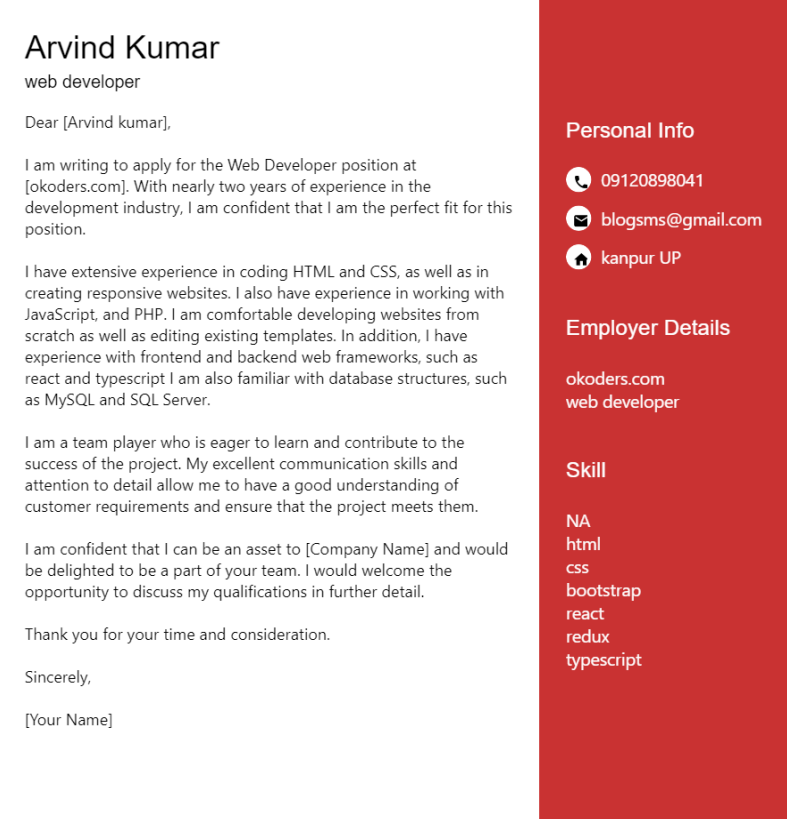 Arvind Kumar
web developer
Dear [Arvind kumar],
I am writing to apply for the Web Developer position at
[okoders.com]. With nearly two years of experience in the
development industry, I am confident that I am the perfect fit for this
position.
I have extensive experience in coding HTML and CSS, as well as in
creating responsive websites. I also have experience in working with
JavaScript, and PHP. I am comfortable developing websites from
scratch as well as editing existing templates. In addition, I have
experience with frontend and backend web frameworks, such as
react and typescript I am also familiar with database structures, such
as MySQL and SQL Server.
I am a team player who is eager to learn and contribute to the
success of the project. My excellent communication skills and
attention to detail allow me to have a good understanding of
customer requirements and ensure that the project meets them.
I am confident that I can be an asset to [Company Name] and would
be delighted to be a part of your team. I would welcome the
opportunity to discuss my qualifications in further detail.
Thank you for your time and consideration.
Sincerely,
[Your Name]
Personal Info
09120898041
blogsms@gmail.com
kanpur UP
Employer Details
okoders.com
web developer
Skill
NA
html
css
bootstrap
react
redux
typescript